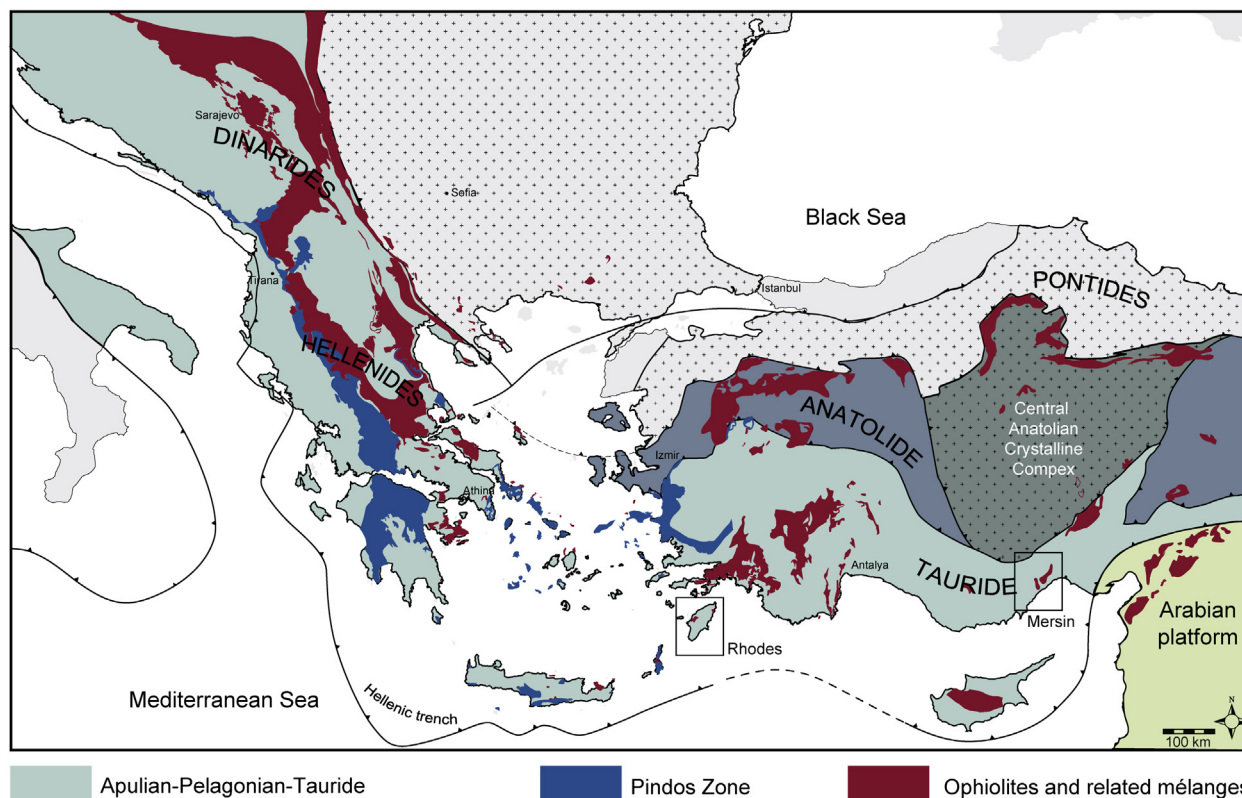 Sarajevo
DINARIDES
Sofia
Black Sea
Tirana
Istanbul
PONTIDES
HELLENIDES
ANATOLIDE
Central
Anatolian
Crystalline
Compex
Izmir
Athina
Antalya
TAURIDE
Mersin
Arabian
platform
Rhodes
Mediterranean Sea
Hellenic trench
N
100 km
Apulian-Pelagonian-Tauride
Pindos Zone
Ophiolites and related mélanges